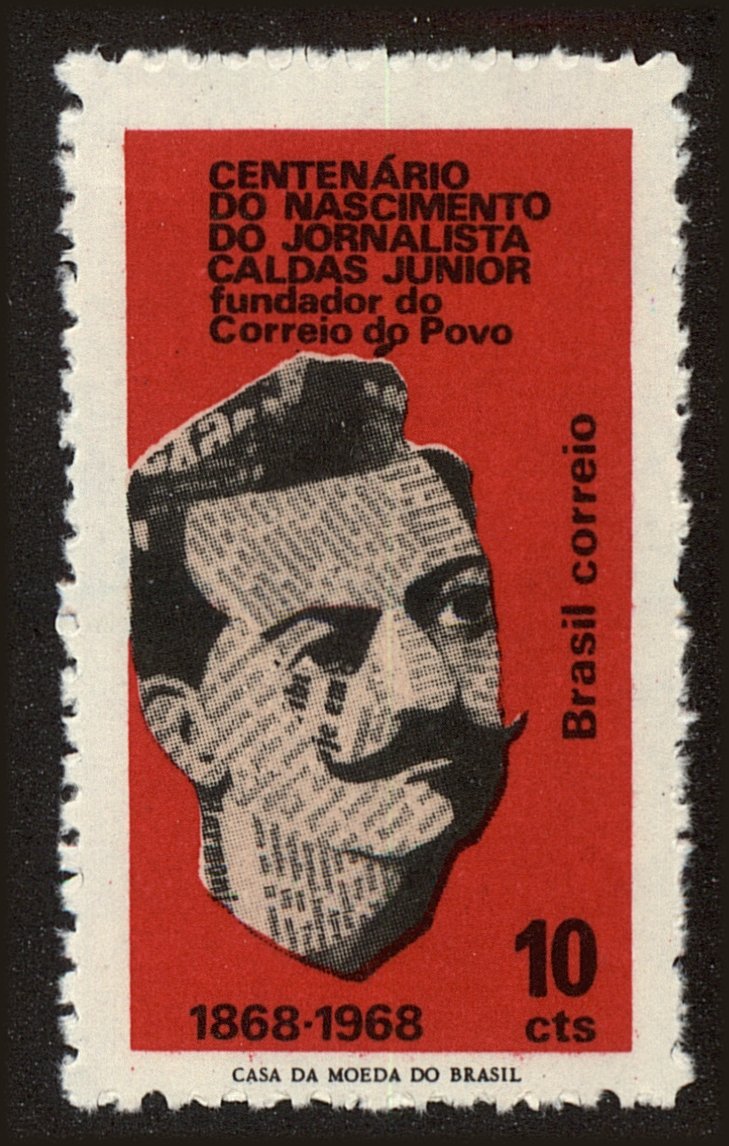 CENTENÁRIO
DO NASCIMENTO
DO JORNALISTA
CALDAS JUNIOR
fundador do
Correio do Povo
Brasil correio
10
cts
1868-1968
CASA DA MOEDA DO BRASIL